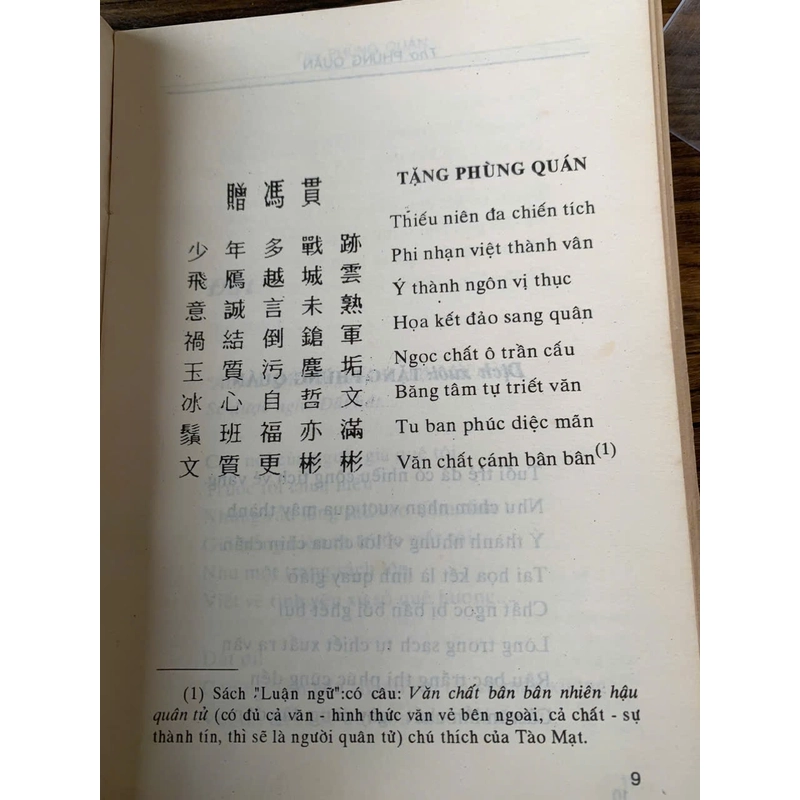 Thơ PHÙNG QUÁN
贈 馮 貫
少 年 多 戰 跡
飛 鴈 越 城 雲
意 誠 言 未 熟
禍 結 倒 鎗 軍
玉 質 污 塵 垢
冰 心 自 哲 文
鬚 班 福 亦 滿
文 質 更 彬 彬
TẶNG PHÙNG QUÁN
Thiếu niên đa chiến tích
Phi nhạn việt thành vân
Ý thành ngôn vị thục
Họa kết đảo sang quân
Ngọc chất ô trần cấu
Băng tâm tự triết văn
Tu ban phúc diệc mãn
Văn chất cánh bân bân(1)
(1) Sách "Luận ngữ":có câu: Văn chất bân bân nhiên hậu
quân tử (có đủ cả văn - hình thức văn vẻ bên ngoài, cả chất - sự
thành tín, thì sẽ là người quân tử) chú thích của Tào Mạt.
9